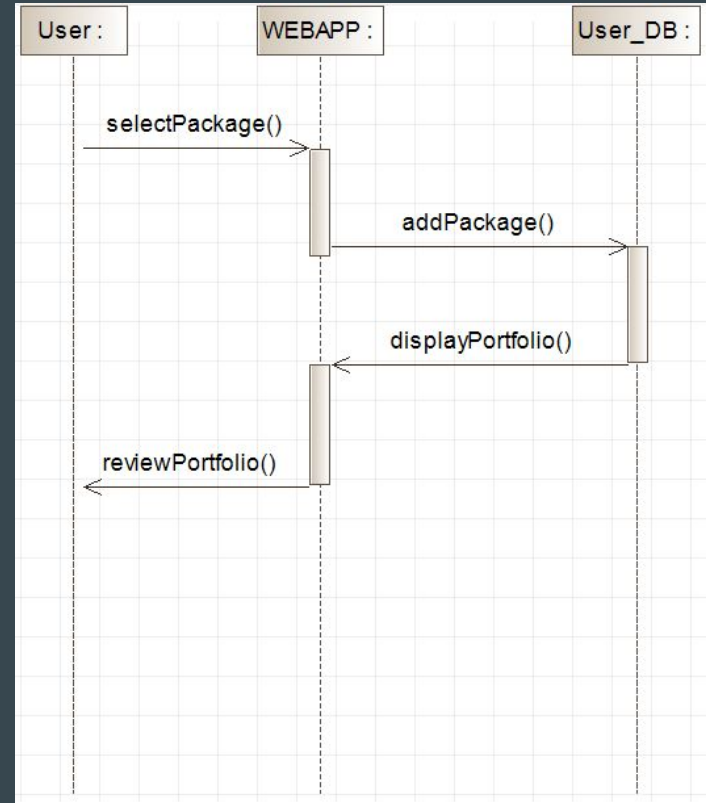 User :
WEBAPP :
User_DB :
selectPackage()
addPackage()
displayPortfolio()
reviewPortfolio()